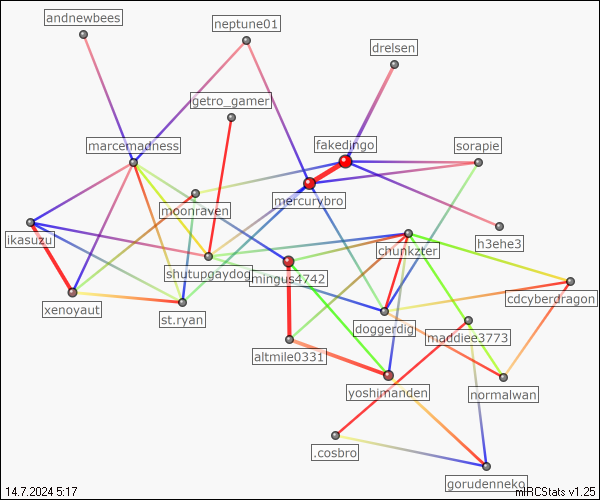 andnewbees
neptune01
drelsen
getro_gamer
marcemadness
fakedingo
sorapie
moonraven
mercurybro
ikasuzu
h3ehe3
chunkzter
shutupgaydog
mingus4742
xenoyaut
cdcyberdragon
st.ryan
doggerdig
maddiee3773
altmile0331
yoshimanden
normalwan
.cosbro
gorudenneko
14.7.2024 5:17
mIRCStats v1.25